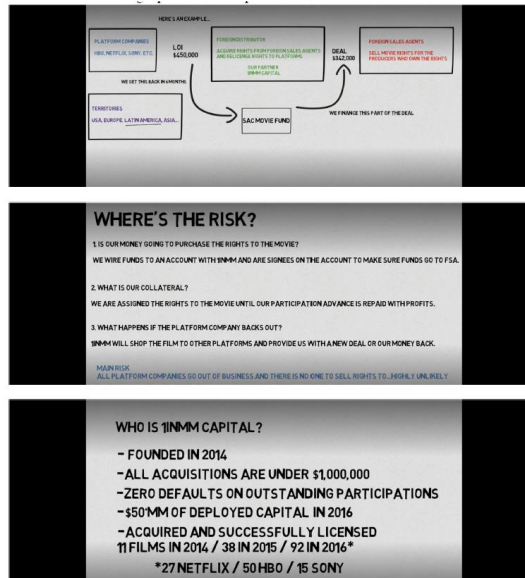 HERE'S AN EXAMPLE...
PLATFORM COMPANIES
HBO, NETFLIX, SONY, ETC.
LOI
$450,000
FOREIGN DISTRIBUTOR
ACQUIRE RIGHTS FROM FOREIGN SALES AGENTS
AND RELICENSE RIGHTS TO PLATFORMS
OUR PARTNER
1INMM CAPITAL
DEAL
$342,000
FOREIGN SALES AGENTS
SELL MOVIE RIGHTS FOR THE
PRODUCERS WHO OWN THE RIGHTS
WE GET THIS BACK IN 6 MONTHS
TERRITORIES
USA, EUROPE, LATIN AMERICA, ASIA...
SAC MOVIE FUND
WE FINANCE THIS PART OF THE DEAL
WHERE'S THE RISK?
1. IS OUR MONEY GOING TO PURCHASE THE RIGHTS TO THE MOVIE?
WE WIRE FUNDS TO AN ACCOUNT WITH 1INMM AND ARE SIGNEES ON THE ACCOUNT TO MAKE SURE FUNDS GO TO FSA.
2. WHAT IS OUR COLLATERAL?
WE ARE ASSIGNED THE RIGHTS TO THE MOVIE UNTIL OUR PARTICIPATION ADVANCE IS REPAID WITH PROFITS.
3. WHAT HAPPENS IF THE PLATFORM COMPANY BACKS OUT?
1INMM WILL SHOP THE FILM TO OTHER PLATFORMS AND PROVIDE US WITH A NEW DEAL OR OUR MONEY BACK.
MAIN RISK
ALL PLATFORM COMPANIES GO OUT OF BUSINESS AND THERE IS NO ONE TO SELL RIGHTS TO...HIGHLY UNLIKELY
WHO IS 1INMM CAPITAL?
- FOUNDED IN 2014
- ALL ACQUISITIONS ARE UNDER $1,000,000
- ZERO DEFAULTS ON OUTSTANDING PARTICIPATIONS
- $50'MM OF DEPLOYED CAPITAL IN 2016
- ACQUIRED AND SUCCESSFULLY LICENSED
11 FILMS IN 2014 / 38 IN 2015 / 92 IN 2016*
*27 NETFLIX / 50 HBO / 15 SONY